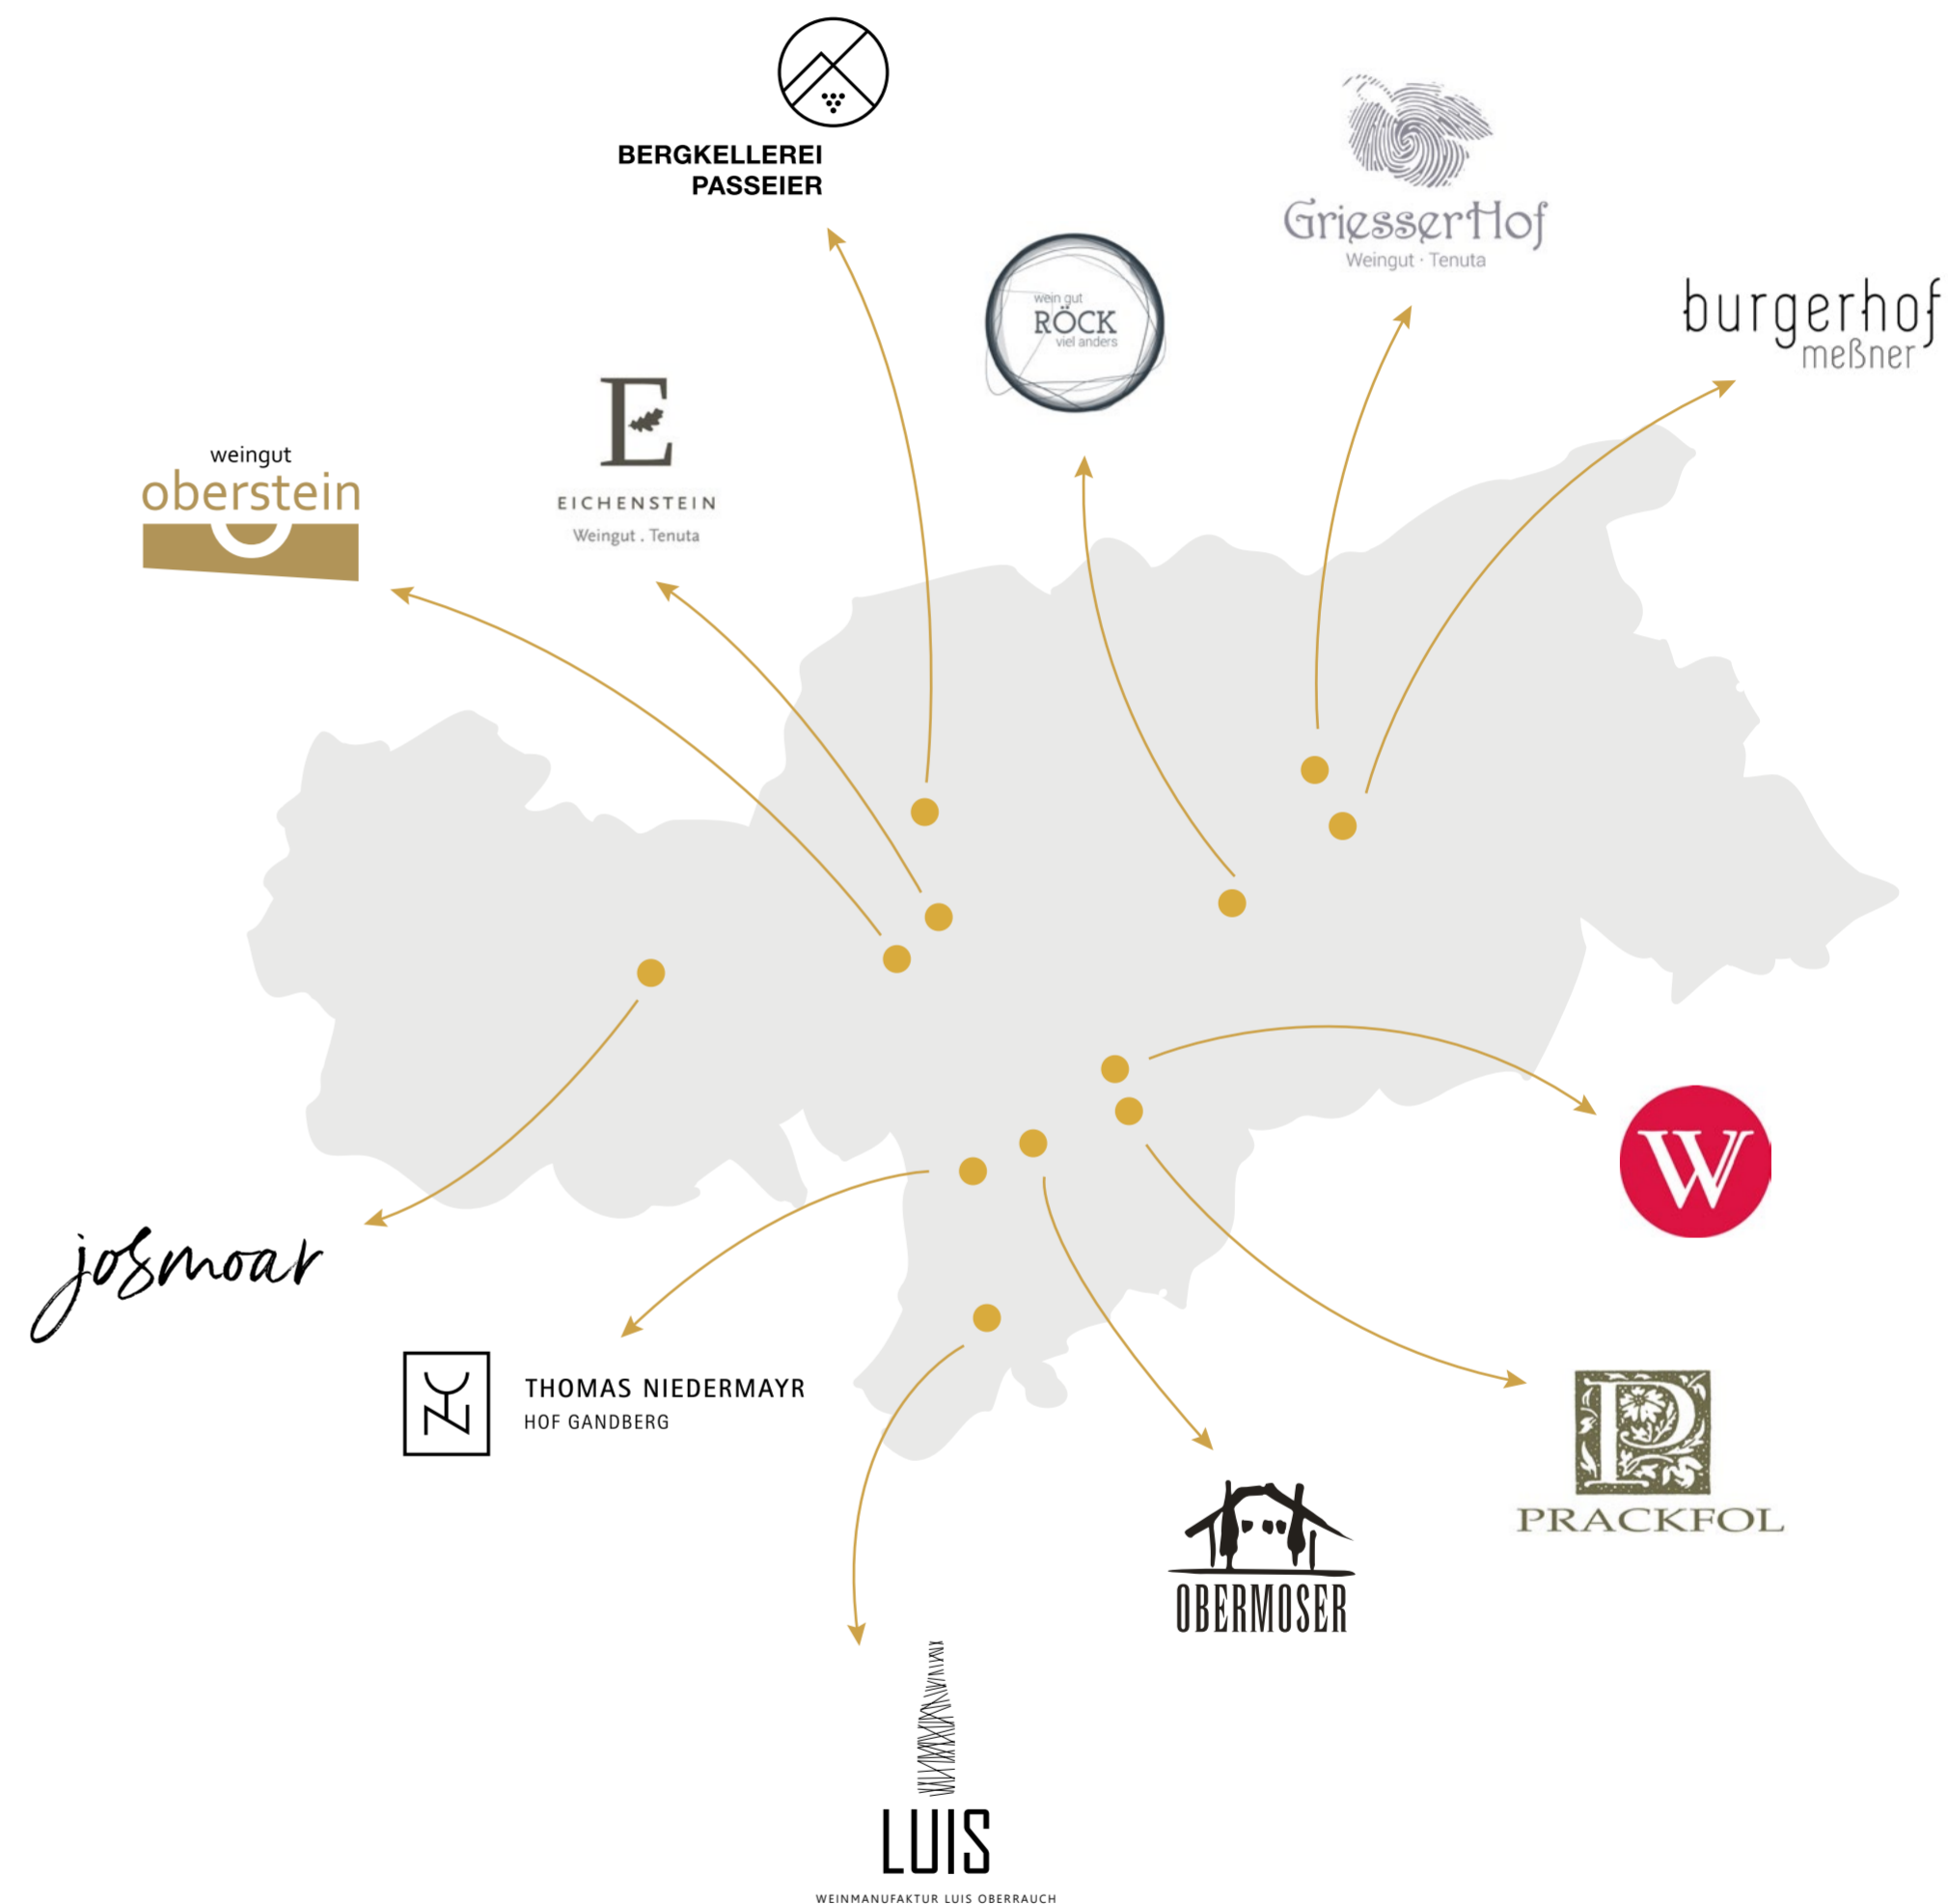 BERGKELLEREI
PASSEIER
GriesserHof
Weingut · Tenuta
wein gut
RÖCK
viel anders
burgerhof
meßner
E
EICHENSTEIN
Weingut . Tenuta
weingut
oberstein
W
josmoar
THOMAS NIEDERMAYR
HOF GANDBERG
P
PRACKFOL
OBERMOSER
LUIS
WEINMANUFAKTUR LUIS OBERRAUCH